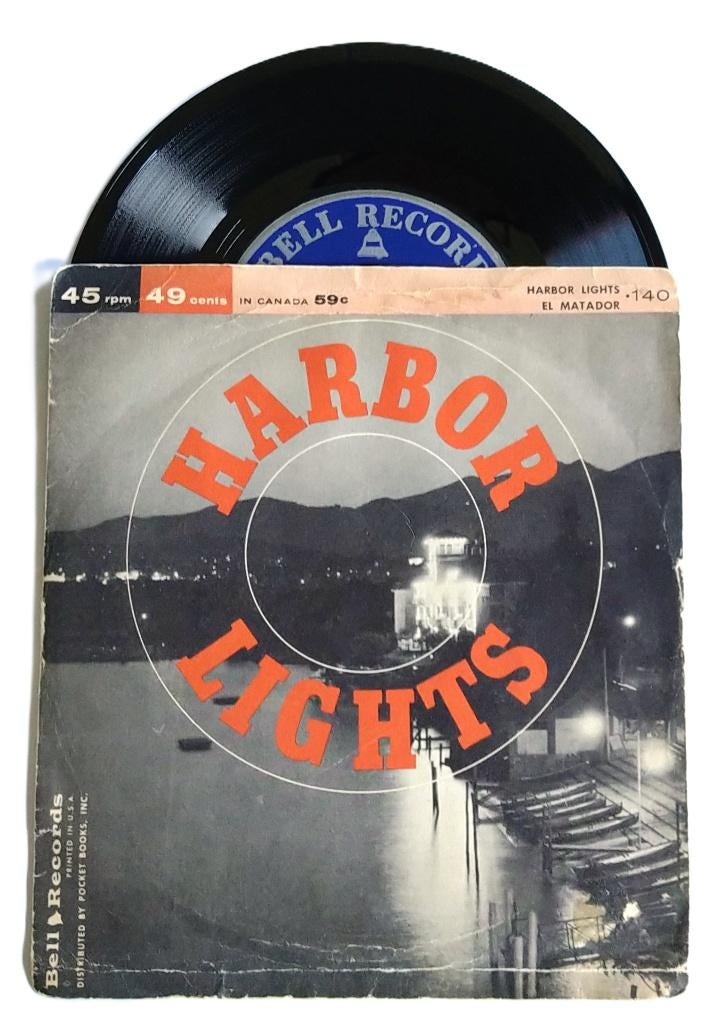 BELL RECORD
45 rpm 49 cents IN CANADA 59c
HARBOR LIGHTS
EL MATADOR
·140
HARBOR
LIGHTS
Bell Records
PRINTED IN U.S.A.
© DISTRIBUTED BY POCKET BOOKS, INC.